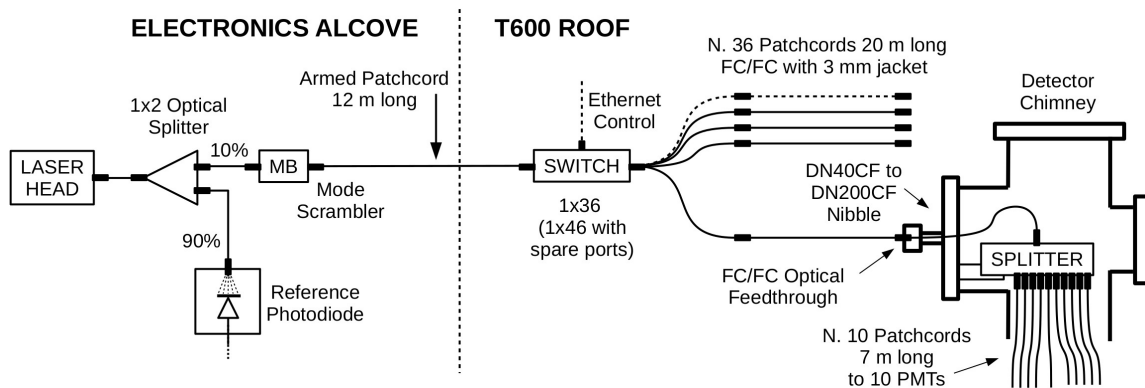 ELECTRONICS ALCOVE
T600 ROOF
N. 36 Patchcords 20 m long
FC/FC with 3 mm jacket
Armed Patchcord
12 m long
Detector
Chimney
1x2 Optical
Splitter
Ethernet
Control
10%
LASER
HEAD
MB
SWITCH
Mode
Scrambler
DN40CF to
DN200CF
Nibble
1x36
(1x46 with
spare ports)
90%
SPLITTER
FC/FC Optical
Feedthrough
Reference
Photodiode
N. 10 Patchcords
7 m long
to 10 PMTs